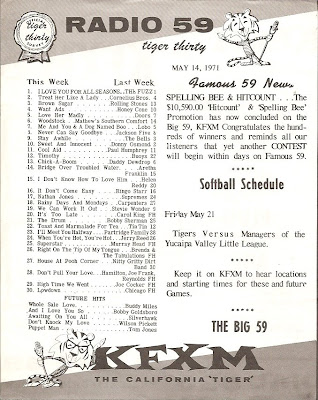 RADIO 59
tiger thirty
tiger thirty
MAY 14, 1971
This Week Last Week
1. I LOVE YOU FOR ALL SEASONS..The FUZZ 1
2. Treat Her Like a Lady...Cornelius Bros. 4
3. Brown Sugar Rolling Stones 13
4. Want Ads Honey Cone 10
5. Love Her Madly Doors 7
6. Woodstock..Mathew's Southern Comfort 14
7. Me And You & A Dog Named Boo..Lobo 5
8. Never Can Say Goodbye ..Jackson Five 3
9. Stay Awhile The Bells 3
10. Sweet And Innocent Donny Osmond 2
11. Cool Aid Paul Humphrey 11
12. Timothy Buoys 22
13. Chick-A-Boom Daddy Dewdrop 6
14. Bridge Over Troubled Water.. Aretha
Franklin 15
15. I Don't Know How To Love Him ..Helen
Reddy 20
16. It Don't Come Easy Ringo Starr 17
17. Nathan Jones Supremes 24
18. Rainy Days And Mondays..Carpenters 27
19. We Can Work It Out Stevie Wonder 9
20. It's Too Late Carol King FH
21. The Drum Bobby Sherman 25
22. Toast And Marmalade For Tea..Tin Tin 12
23. I'll Meet You Halfway..Partridge Family 28
24. When You're Hot, You're Hot..Jerry Reed 26
25. Superstar Murray Head FH
26. Right On The Tip Of My Tongue...Brenda &
The Tabulations FH
27. House At Pooh Corner Nitty Gritty Dirt
Band 30
28. Don't Pull Your Love..Hamilton, Joe Frank,
Reynolds FH
29. High Time We Went Joe Cocker FH
30. Lowdown Chicago FH
FUTURE HITS
Whole Sale Love Buddy Miles
And I Love You So Bobby Goldsboro
Awaiting On You All Silverhawk
Don't Knock My Love Wilson Pickett
Puppet Man Tom Jones
Famous 59 News
SPELLING BEE & HITCOUNT ...The
$10,590.00 'Hitcount' & Spelling Bee'
Promotion has now concluded on the
Big 59, KFXM Congratulates the hund-
reds of winners and reminds all our
listeners that yet another CONTEST
will begin within days on Famous 59.
Softball Schedule
Friday May 21
Tigers Versus Managers of the
Yucaipa Valley Little League.
Keep it on KFXM to hear locations
and starting times for these and future
Games.
THE BIG 59
KFXM
THE CALIFORNIA 'TIGER'